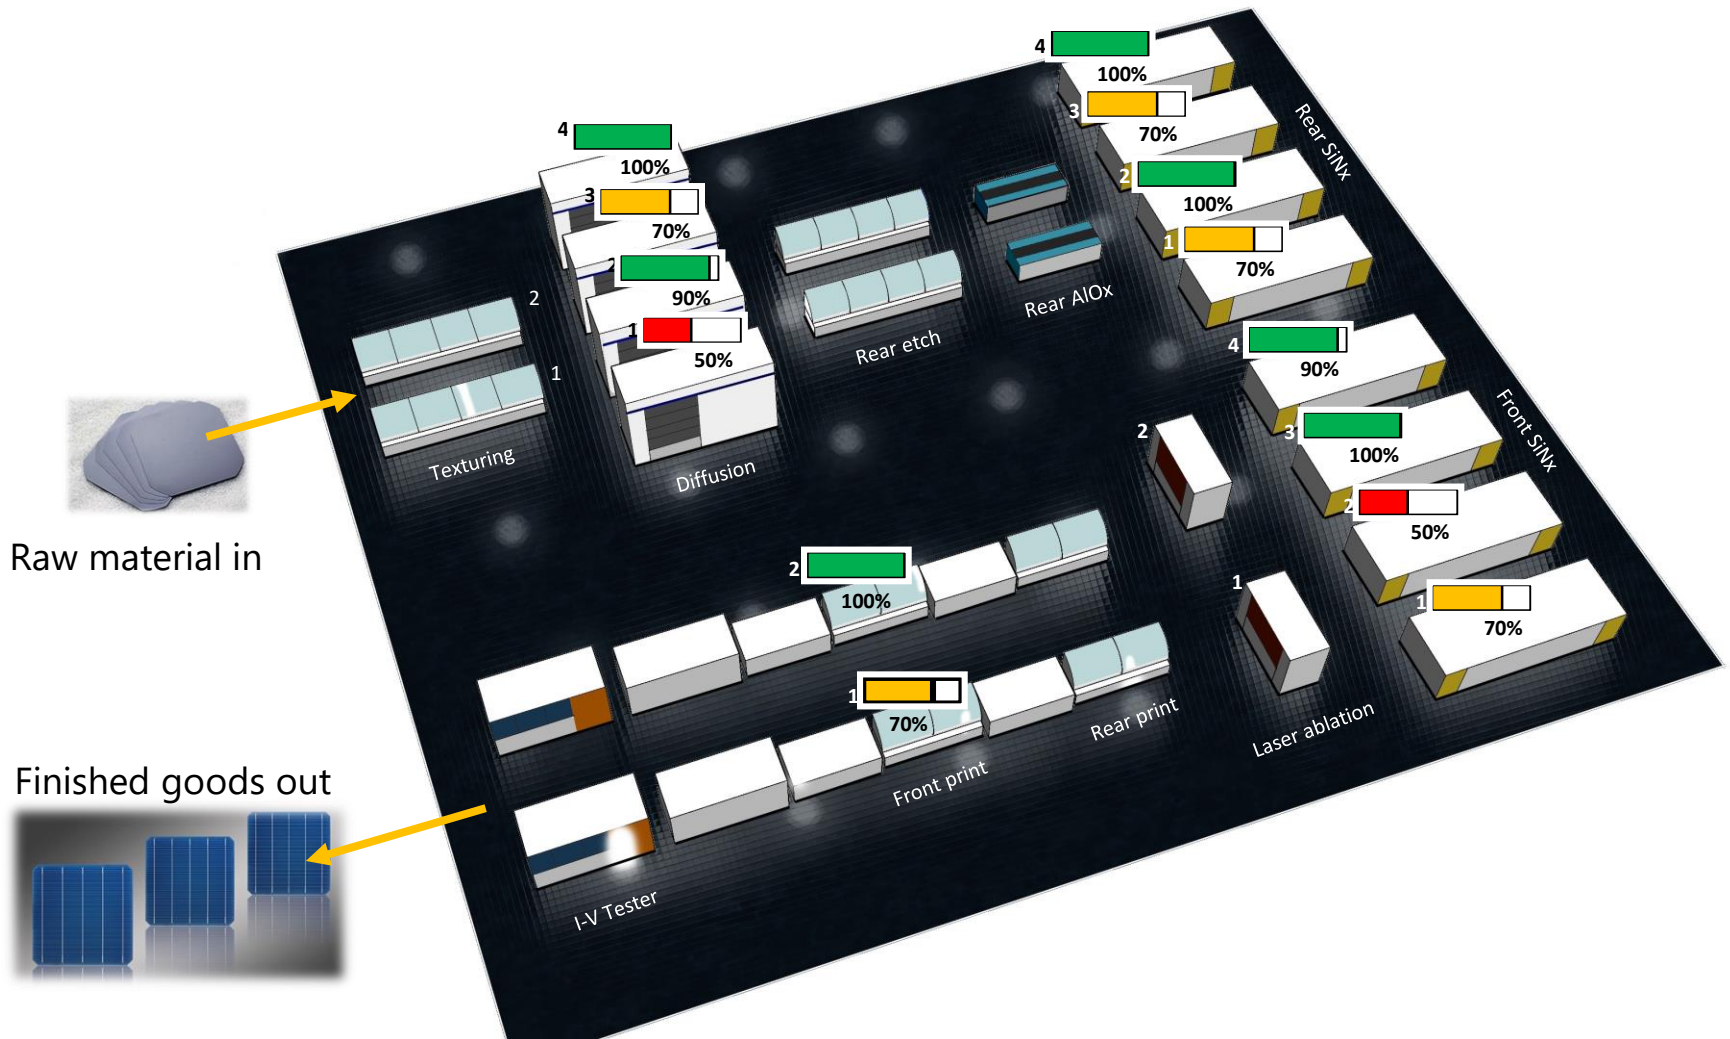 4
100%
3
70%
2
100%
1
70%
Rear SiNx
4
100%
3
70%
2
90%
1
50%
2
1
Texturing
Diffusion
Rear etch
Rear AlOx
4
90%
3
100%
2
50%
1
70%
Front SiNx
Raw material in
2
1
Laser ablation
2
100%
1
70%
Rear print
Front print
I-V Tester
Finished goods out